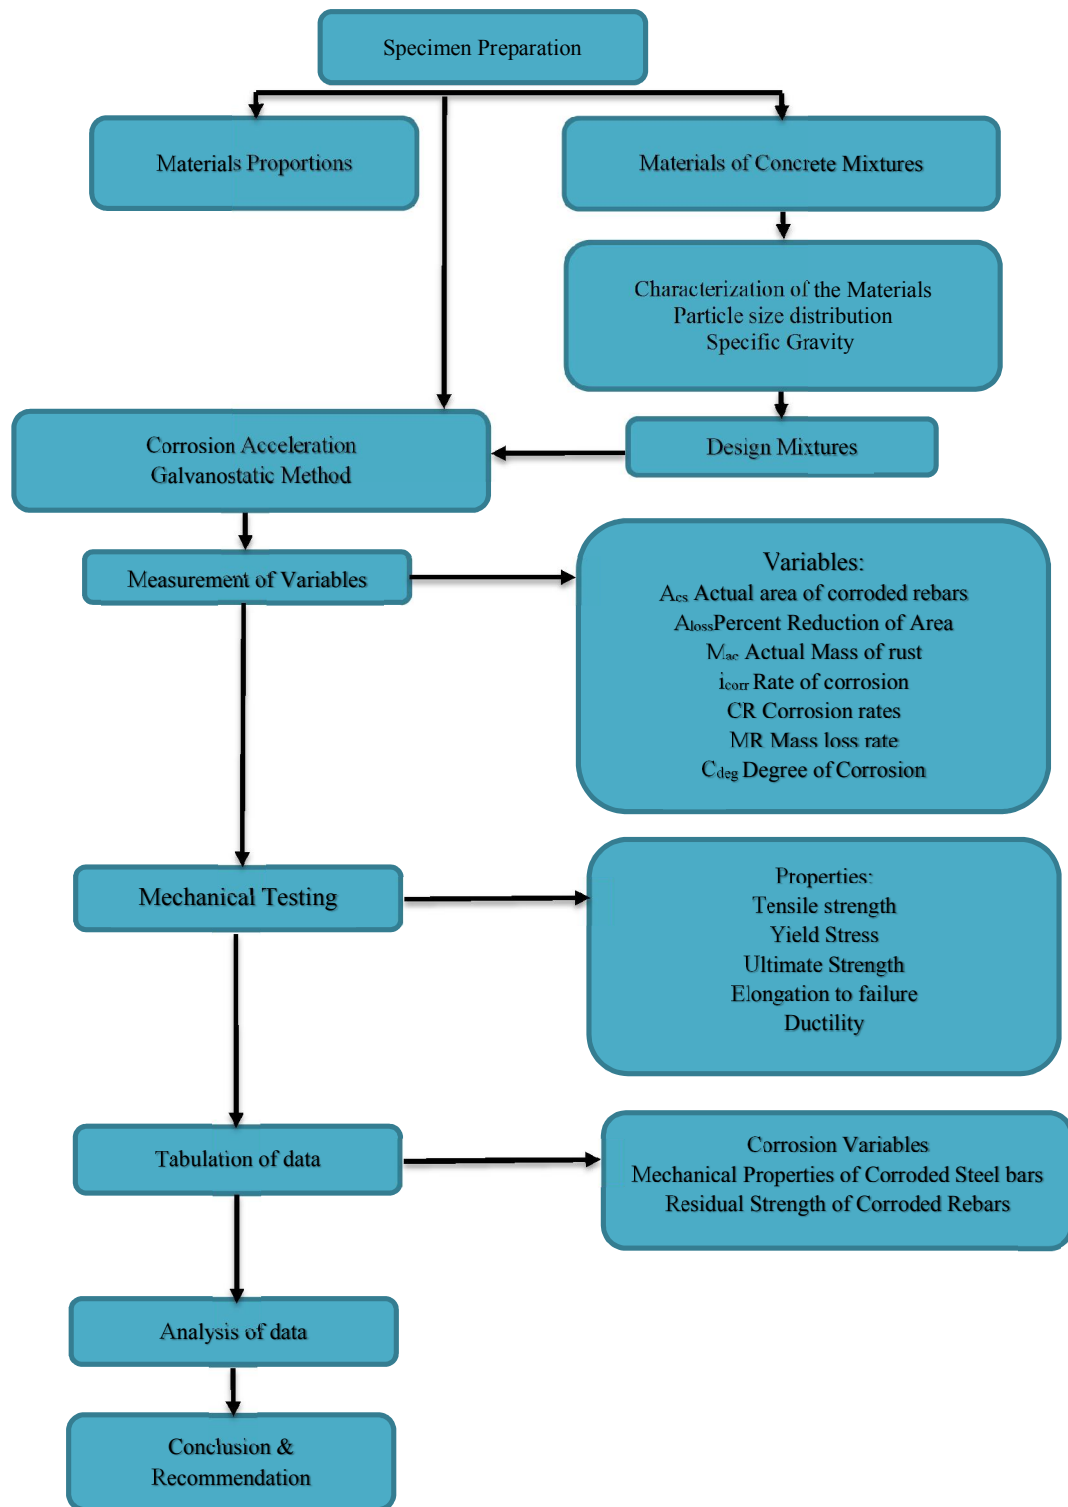 Specimen Preparation
Materials Proportions
Materials of Concrete Mixtures
Characterization of the Materials
Particle size distribution
Specific Gravity
Corrosion Acceleration
Galvanostatic Method
Design Mixtures
Measurement of Variables
Variables:
Acs Actual area of corroded rebars
AlossPercent Reduction of Area
Mac Actual Mass of rust
icorr Rate of corrosion
CR Corrosion rates
MR Mass loss rate
Cdeg Degree of Corrosion
Mechanical Testing
Properties:
Tensile strength
Yield Stress
Ultimate Strength
Elongation to failure
Ductility
Tabulation of data
Corrosion Variables
Mechanical Properties of Corroded Steel bars
Residual Strength of Corroded Rebars
Analysis of data
Conclusion &
Recommendation